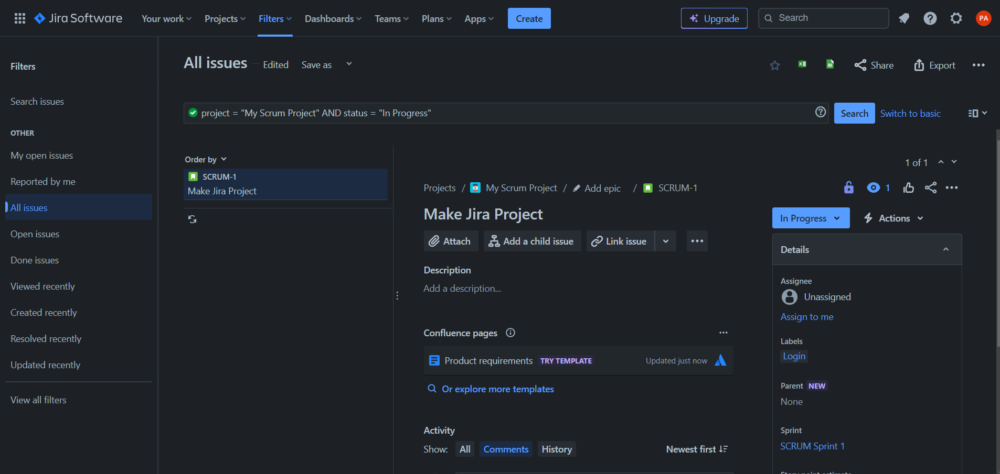 Jira Software Your work Projects Filters Dashboards Teams Plans Apps Create Upgrade Search PA
Filters
Search issues
OTHER
My open issues
Reported by me
All issues
Open issues
Done issues
Viewed recently
Created recently
Resolved recently
Updated recently
View all filters
All issues Edited Save as Share Export
project = "My Scrum Project" AND status = "In Progress" Search Switch to basic
Order by
SCRUM-1
Make Jira Project
1 of 1
Projects / My Scrum Project / Add epic / SCRUM-1 1
Make Jira Project
Attach Add a child issue Link issue
Description
Add a description...
Confluence pages
Product requirements TRY TEMPLATE Updated just now
Or explore more templates
Activity
Show: All Comments History Newest first
In Progress Actions
Details
Assignee
Unassigned
Assign to me
Labels
Login
Parent NEW
None
Sprint
SCRUM Sprint 1
Story point estimate